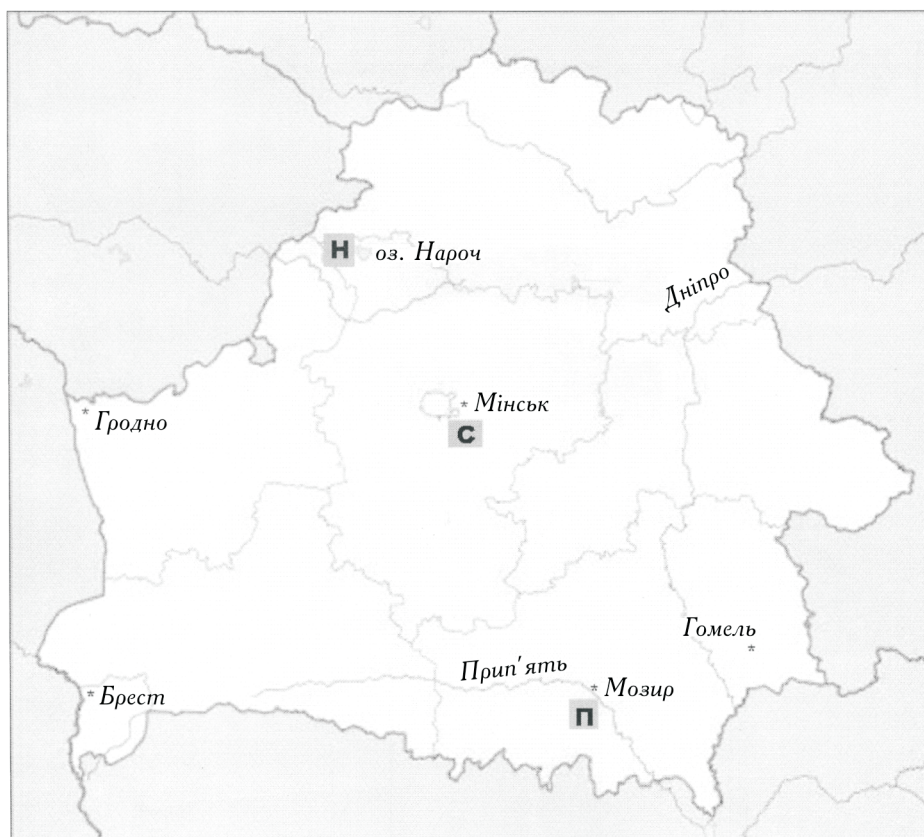 Н
оз. Нароч
Дніпро
Мінськ
Гродно
С
Гомель
Прип'ять
Мозир
Брест
П